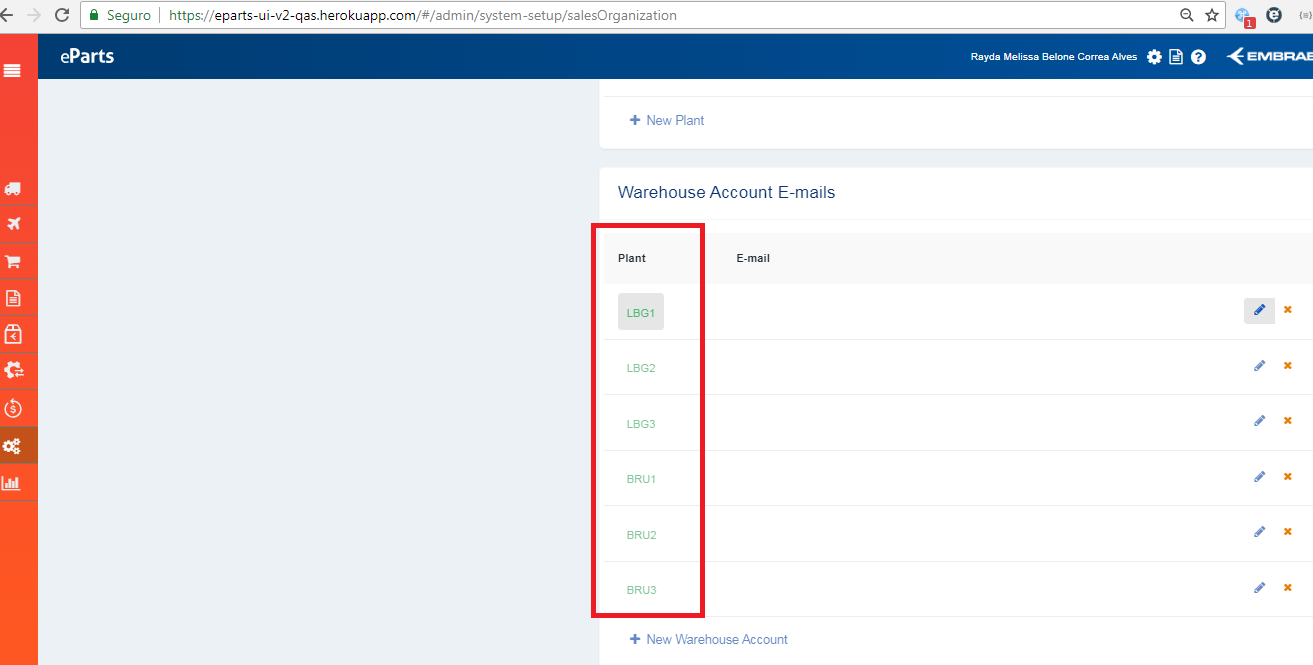 Seguro
https://eparts-ui-v2-qas.herokuapp.com/#/admin/system-setup/salesOrganization
1
eParts
Rayda Melissa Belone Correa Alves
New Plant
Warehouse Account E-mails
Plant E-mail
LBG1
LBG2
LBG3
BRU1
BRU2
BRU3
New Warehouse Account